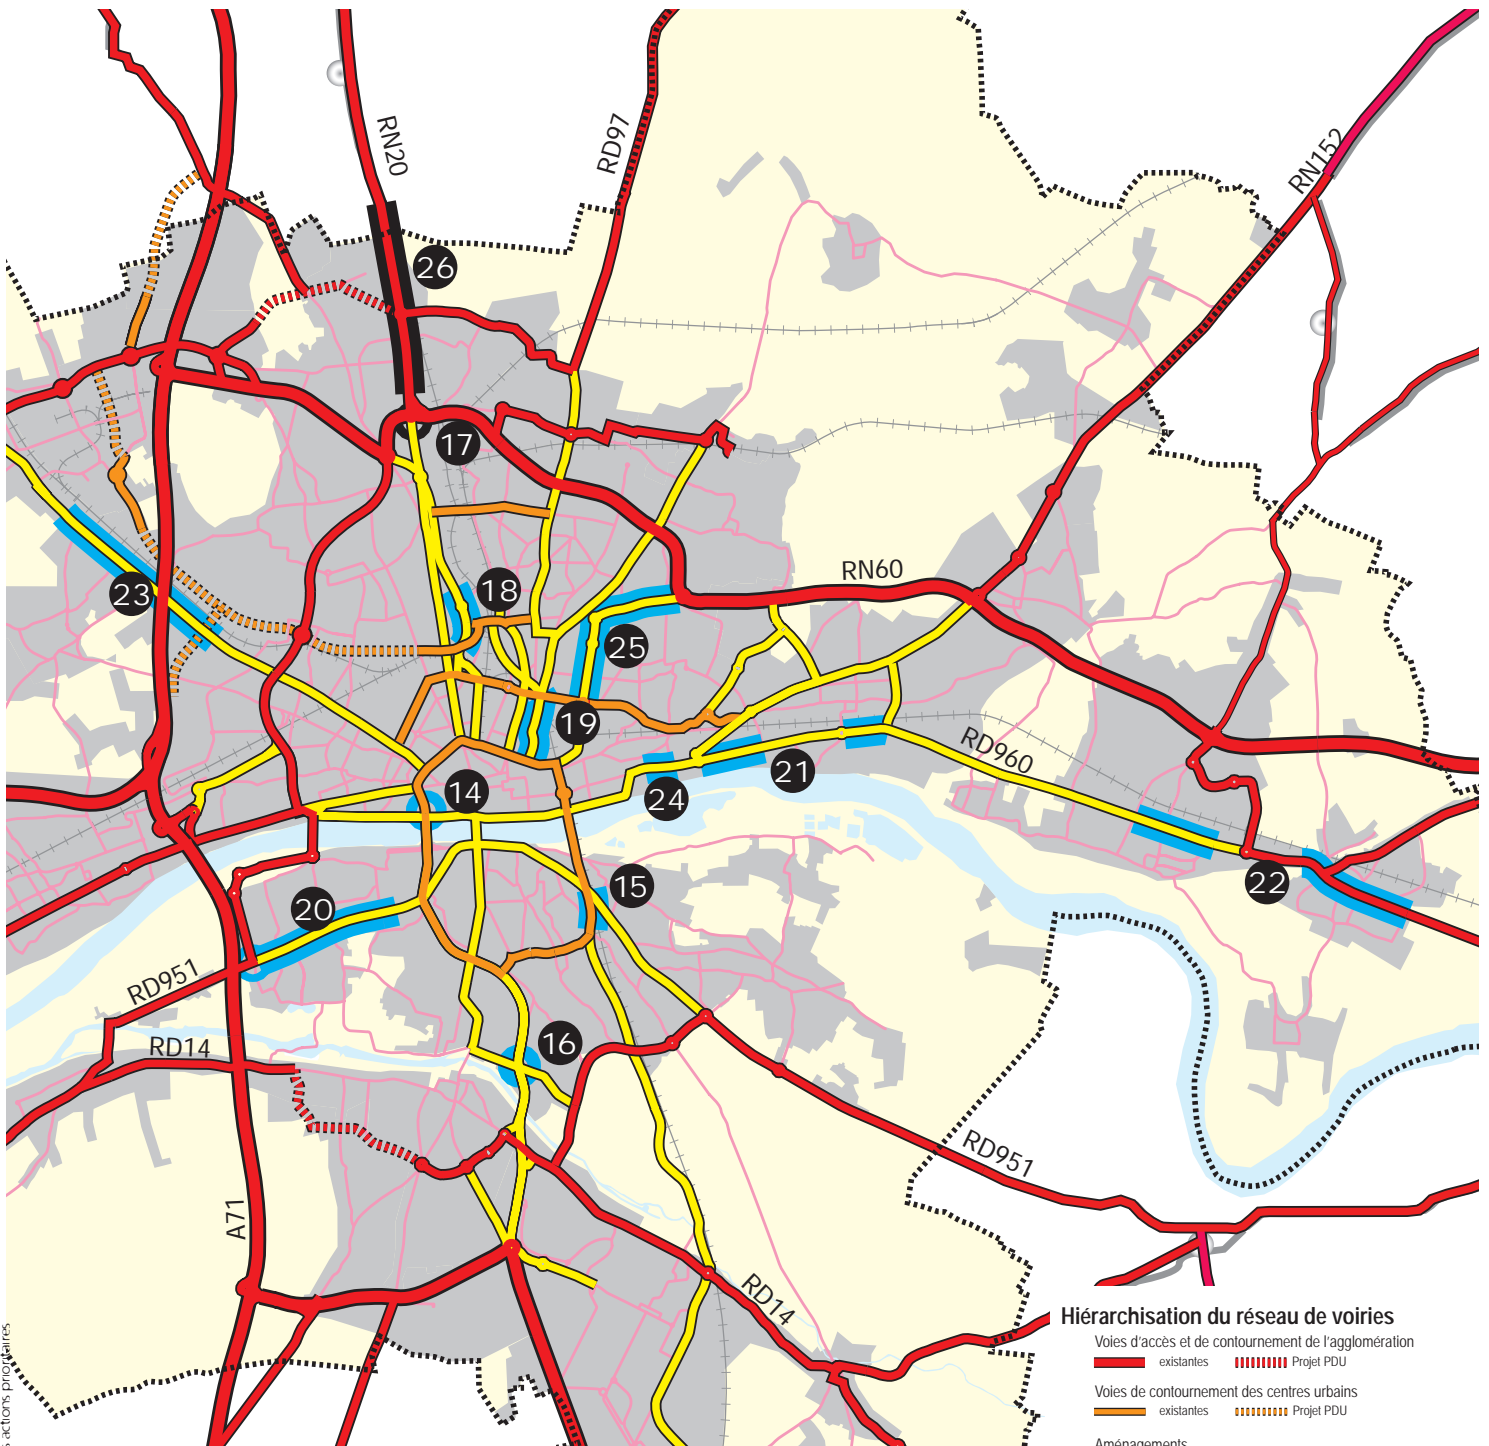 RN20
RD97
RN152
26
17
RN60
23
18
25
19
RD960
21
14
24
15
22
20
RD951
16
RD14
RD951
A71
RD14
s actions prioritaires
Hiérarchisation du réseau de voiries
Voies d'accès et de contournement de l'agglomération
existantes Projet PDU
Voies de contournement des centres urbains
existantes Projet PDU
Aménagements